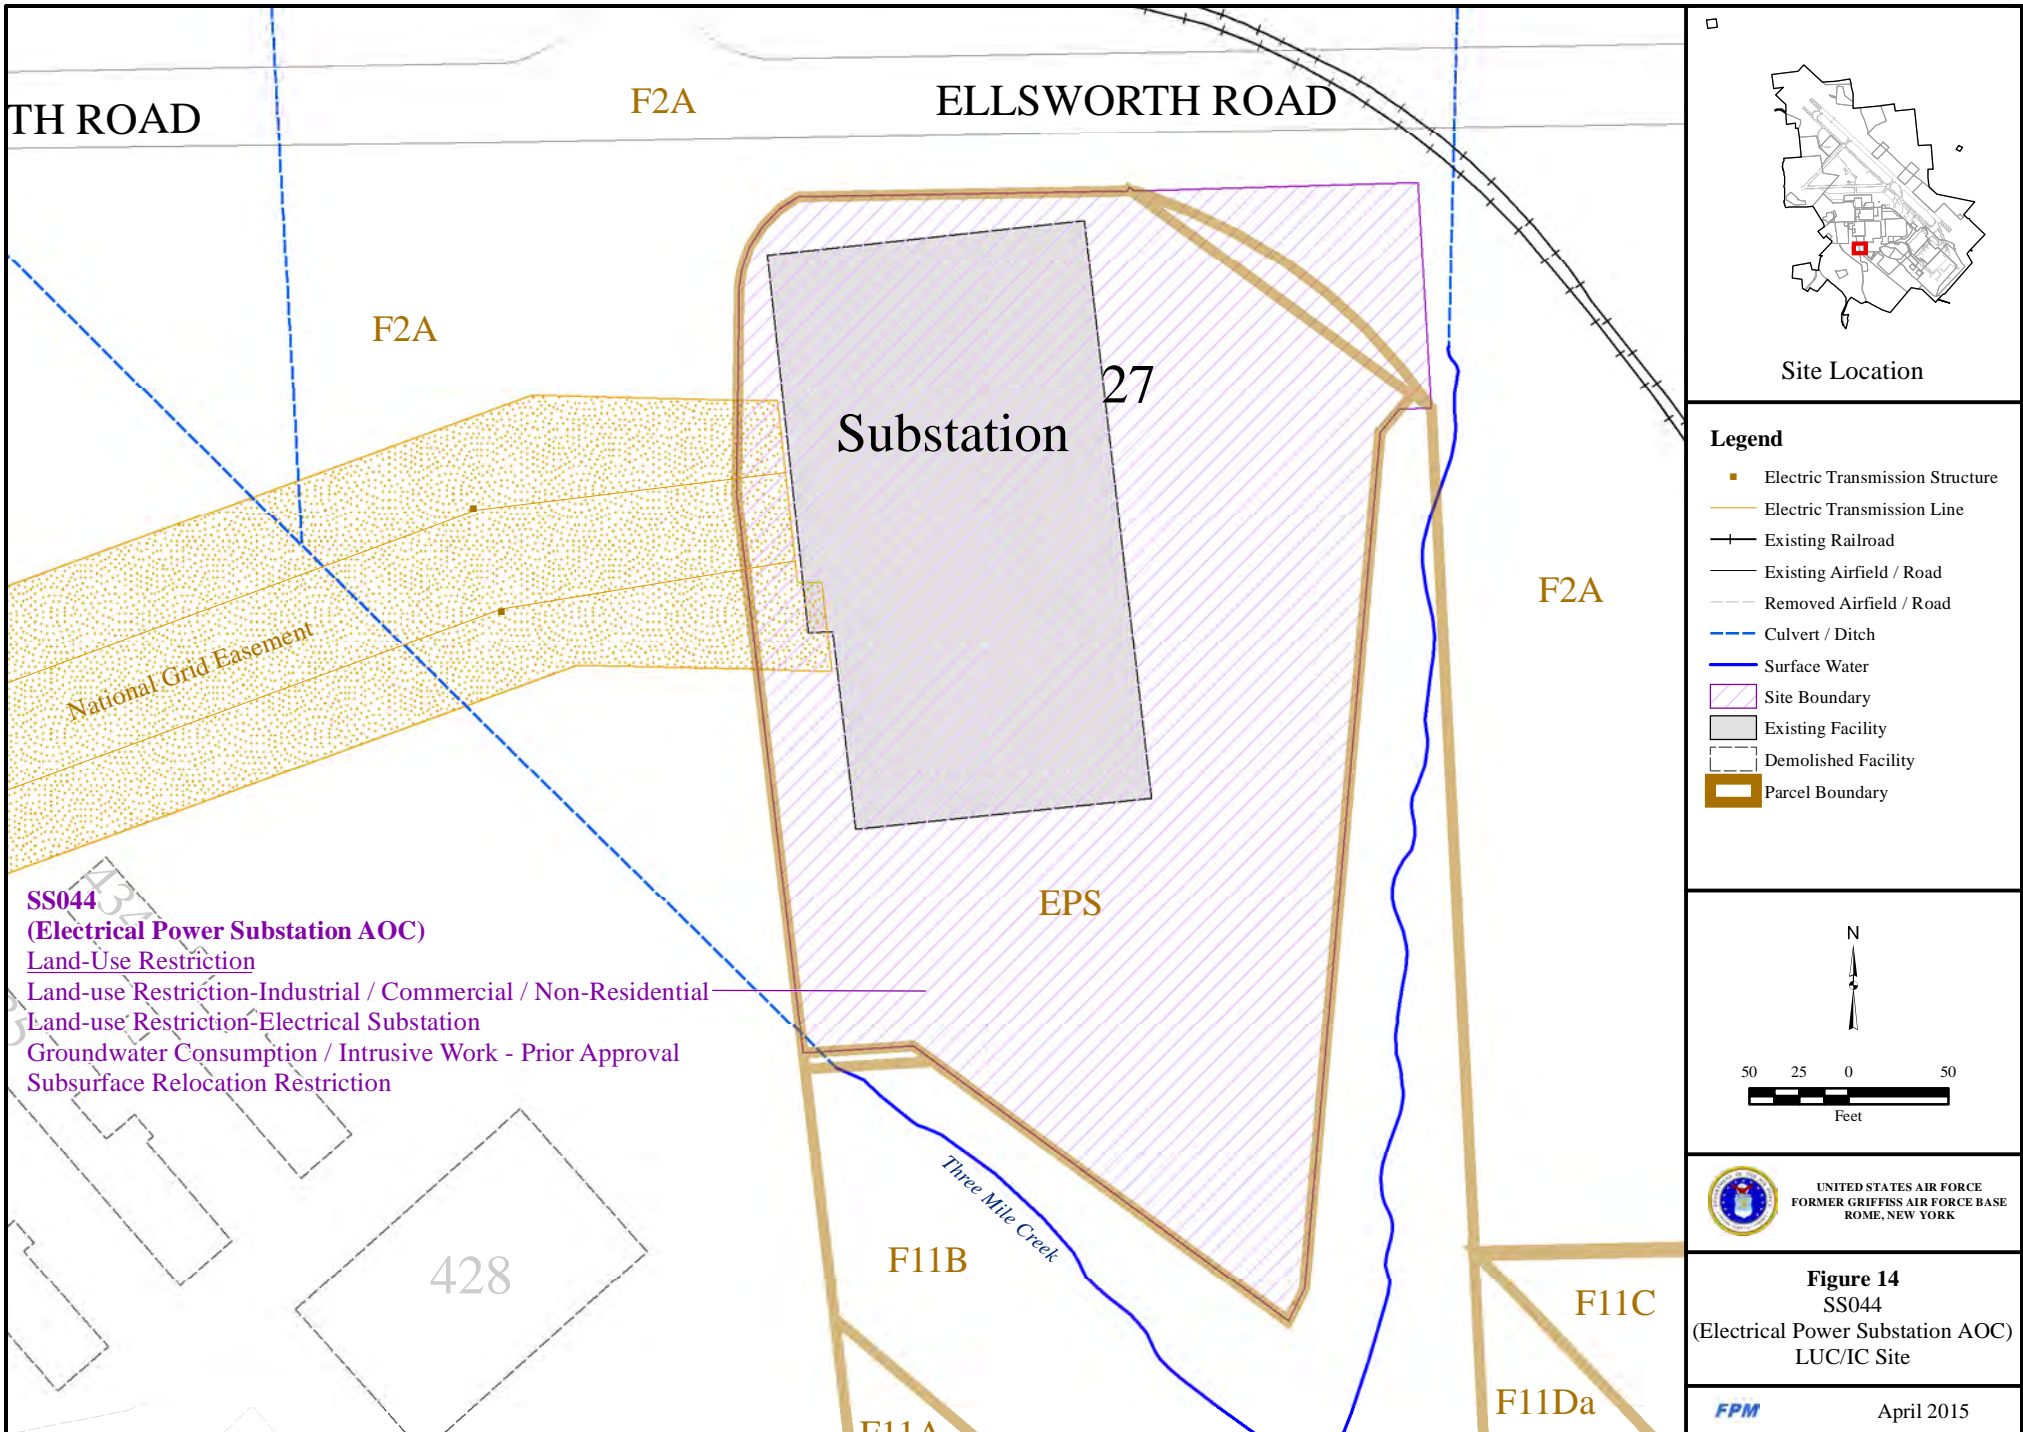 TH ROAD
F2A
ELLSWORTH ROAD
F2A
27
Substation
F2A
National Grid Easement
EPS
434
SS044
(Electrical Power Substation AOC)
Land-Use Restriction
Land-use Restriction-Industrial / Commercial / Non-Residential
Land-use Restriction-Electrical Substation
Groundwater Consumption / Intrusive Work - Prior Approval
Subsurface Relocation Restriction
Three Mile Creek
428
F11B
F11C
F11Da
F11A
Site Location
Legend
Electric Transmission Structure
Electric Transmission Line
Existing Railroad
Existing Airfield / Road
Removed Airfield / Road
Culvert / Ditch
Surface Water
Site Boundary
Existing Facility
Demolished Facility
Parcel Boundary
N
50 25 0 50
Feet
UNITED STATES AIR FORCE
FORMER GRIFFISS AIR FORCE BASE
ROME, NEW YORK
Figure 14
SS044
(Electrical Power Substation AOC)
LUC/IC Site
FPM
April 2015